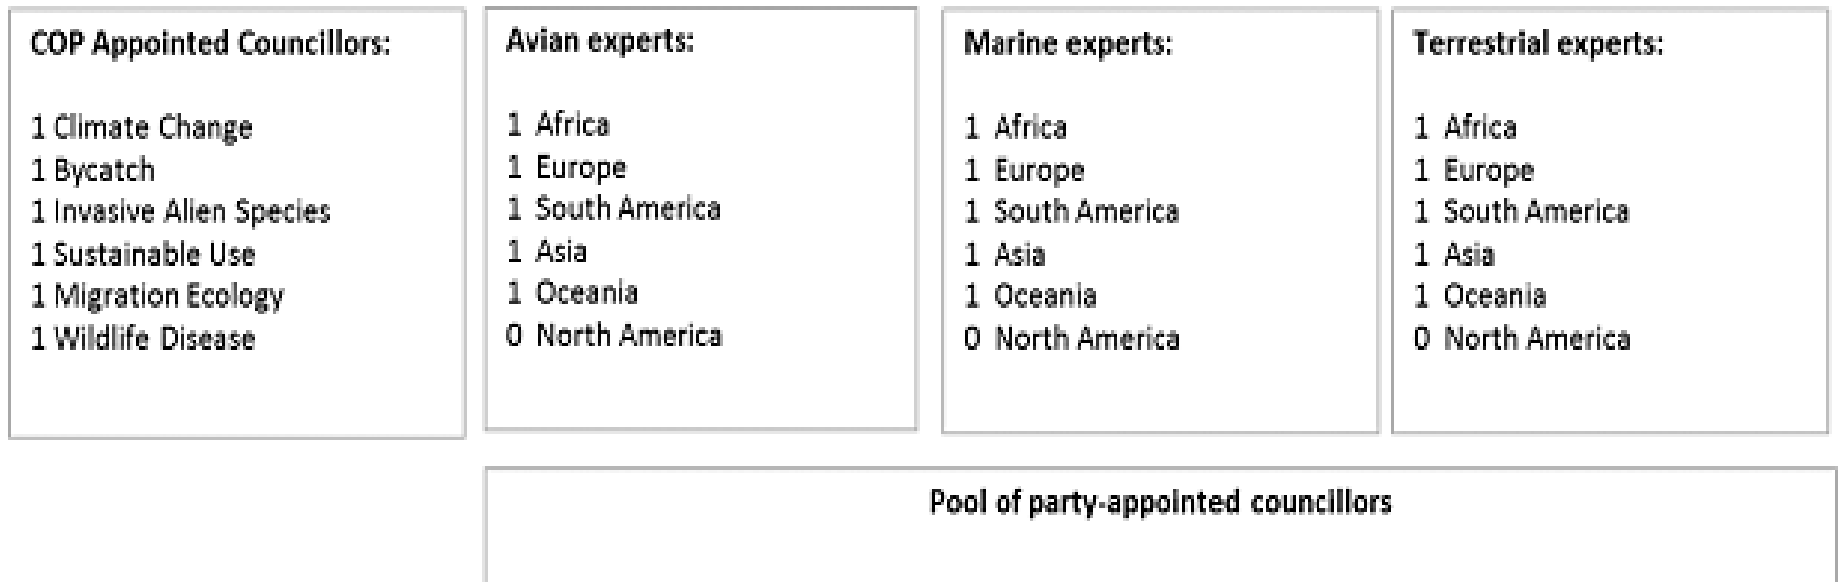 COP Appointed Councillors:
1 Climate Change
1 Bycatch
1 Invasive Alien Species
1 Sustainable Use
1 Migration Ecology
1 Wildlife Disease
Avian experts:
1 Africa
1 Europe
1 South America
1 Asia
1 Oceania
0 North America
Marine experts:
1 Africa
1 Europe
1 South America
1 Asia
1 Oceania
0 North America
Terrestrial experts:
1 Africa
1 Europe
1 South America
1 Asia
1 Oceania
0 North America
Pool of party-appointed councillors